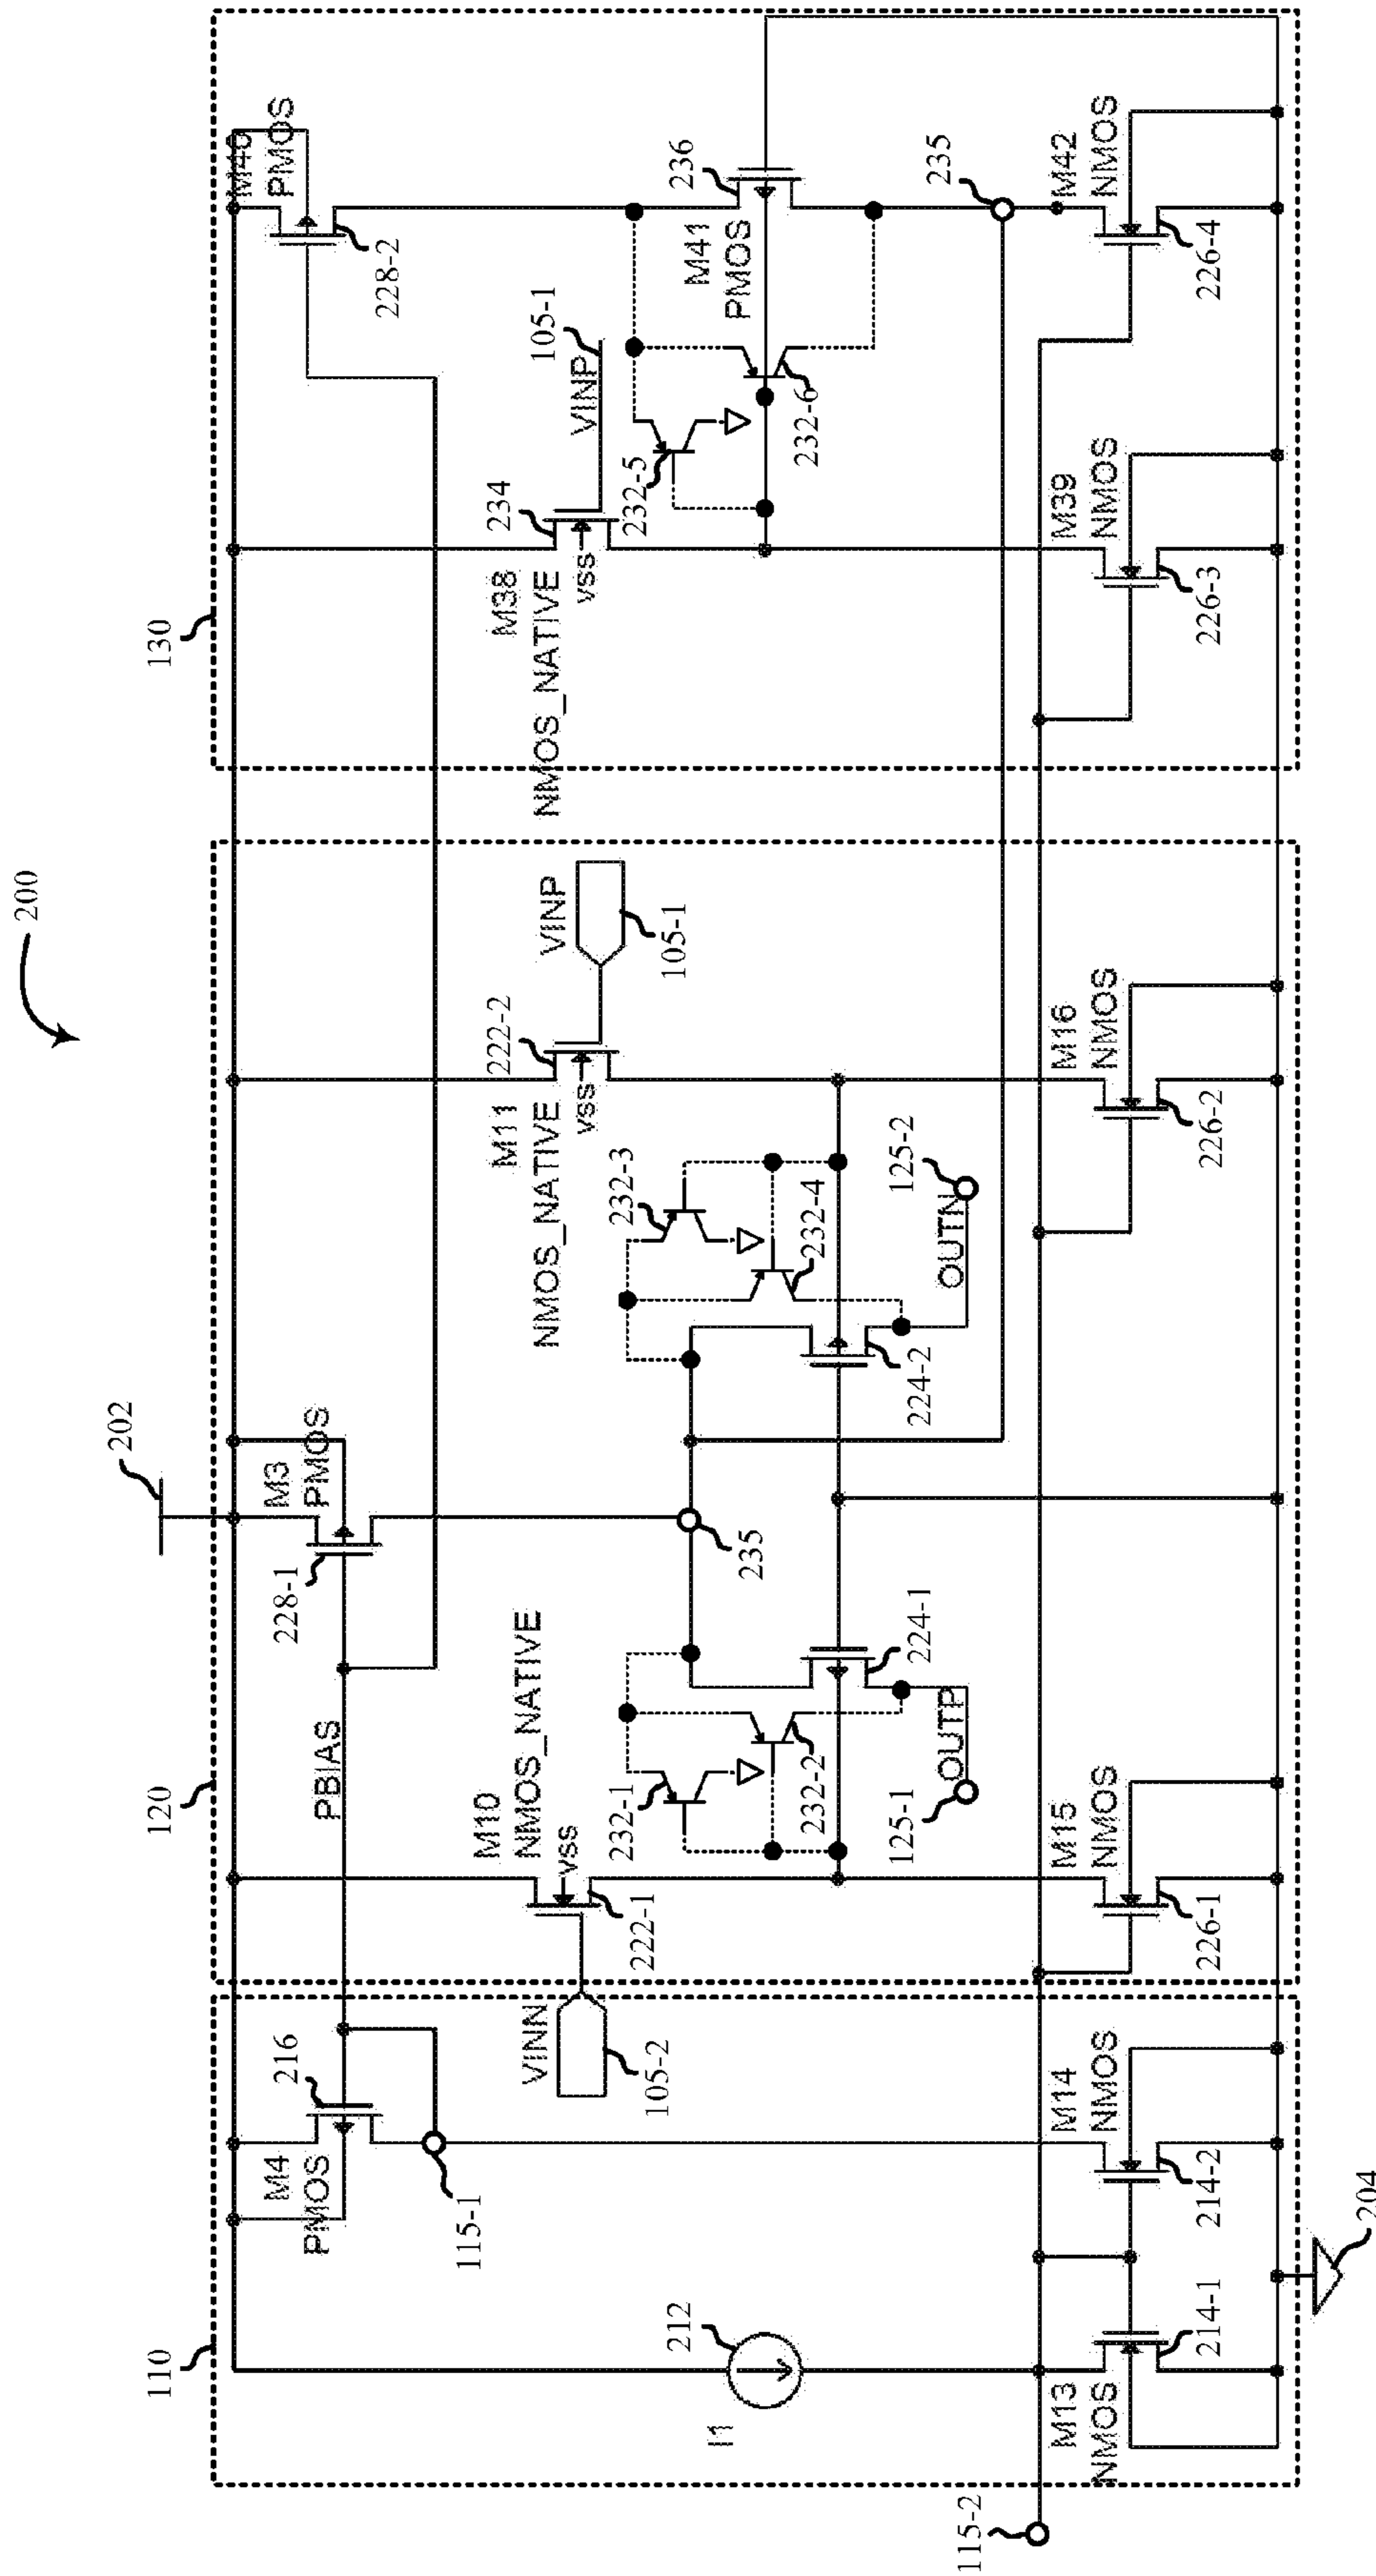 200
110
120
130
202
M4
PMOS
216
115-1
PBIAS
M3
PMOS
228-1
M40
PMOS
228-2
I1
212
VINN
105-2
M10
NMOS_NATIVE
vss
222-1
232-1
232-2
224-1
OUTP
125-1
235
M11
NMOS_NATIVE
vss
222-2
VINP
105-1
232-3
232-4
224-2
OUTN
125-2
M38
NMOS_NATIVE
vss
234
VINP
105-1
232-5
232-6
M41
PMOS
236
235
115-2
M13
NMOS
214-1
M14
NMOS
214-2
M15
NMOS
226-1
M16
NMOS
226-2
M39
NMOS
226-3
M42
NMOS
226-4
204